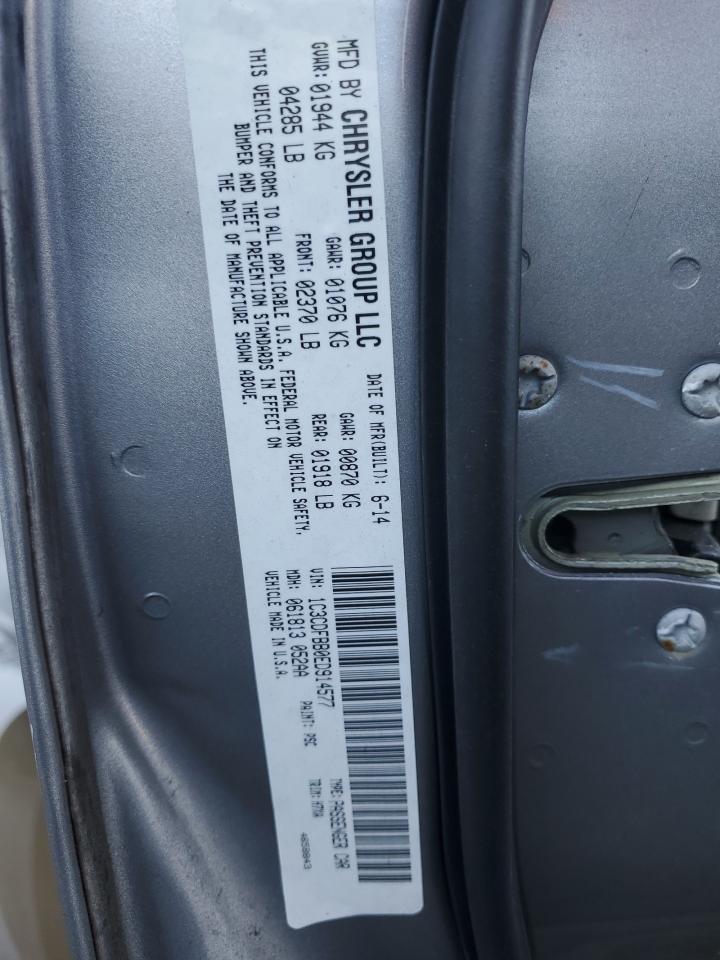 MFD BY CHRYSLER GROUP LLC DATE OF MFR(BUILT): 6-14
GVWR: 01944 KG GAWR: 01076 KG GAWR: 00870 KG
04285 LB FRONT: 02370 LB REAR: 01918 LB
THIS VEHICLE CONFORMS TO ALL APPLICABLE U.S.A. FEDERAL MOTOR VEHICLE SAFETY,
BUMPER AND THEFT PREVENTION STANDARDS IN EFFECT ON
THE DATE OF MANUFACTURE SHOWN ABOVE.
VIN: 1C3CDFBB0ED914577 TYPE: PASSENGER CAR
MDH: 061813 052AA PAINT: PSC TRIM:
VEHICLE MADE IN U.S.A. 4658843